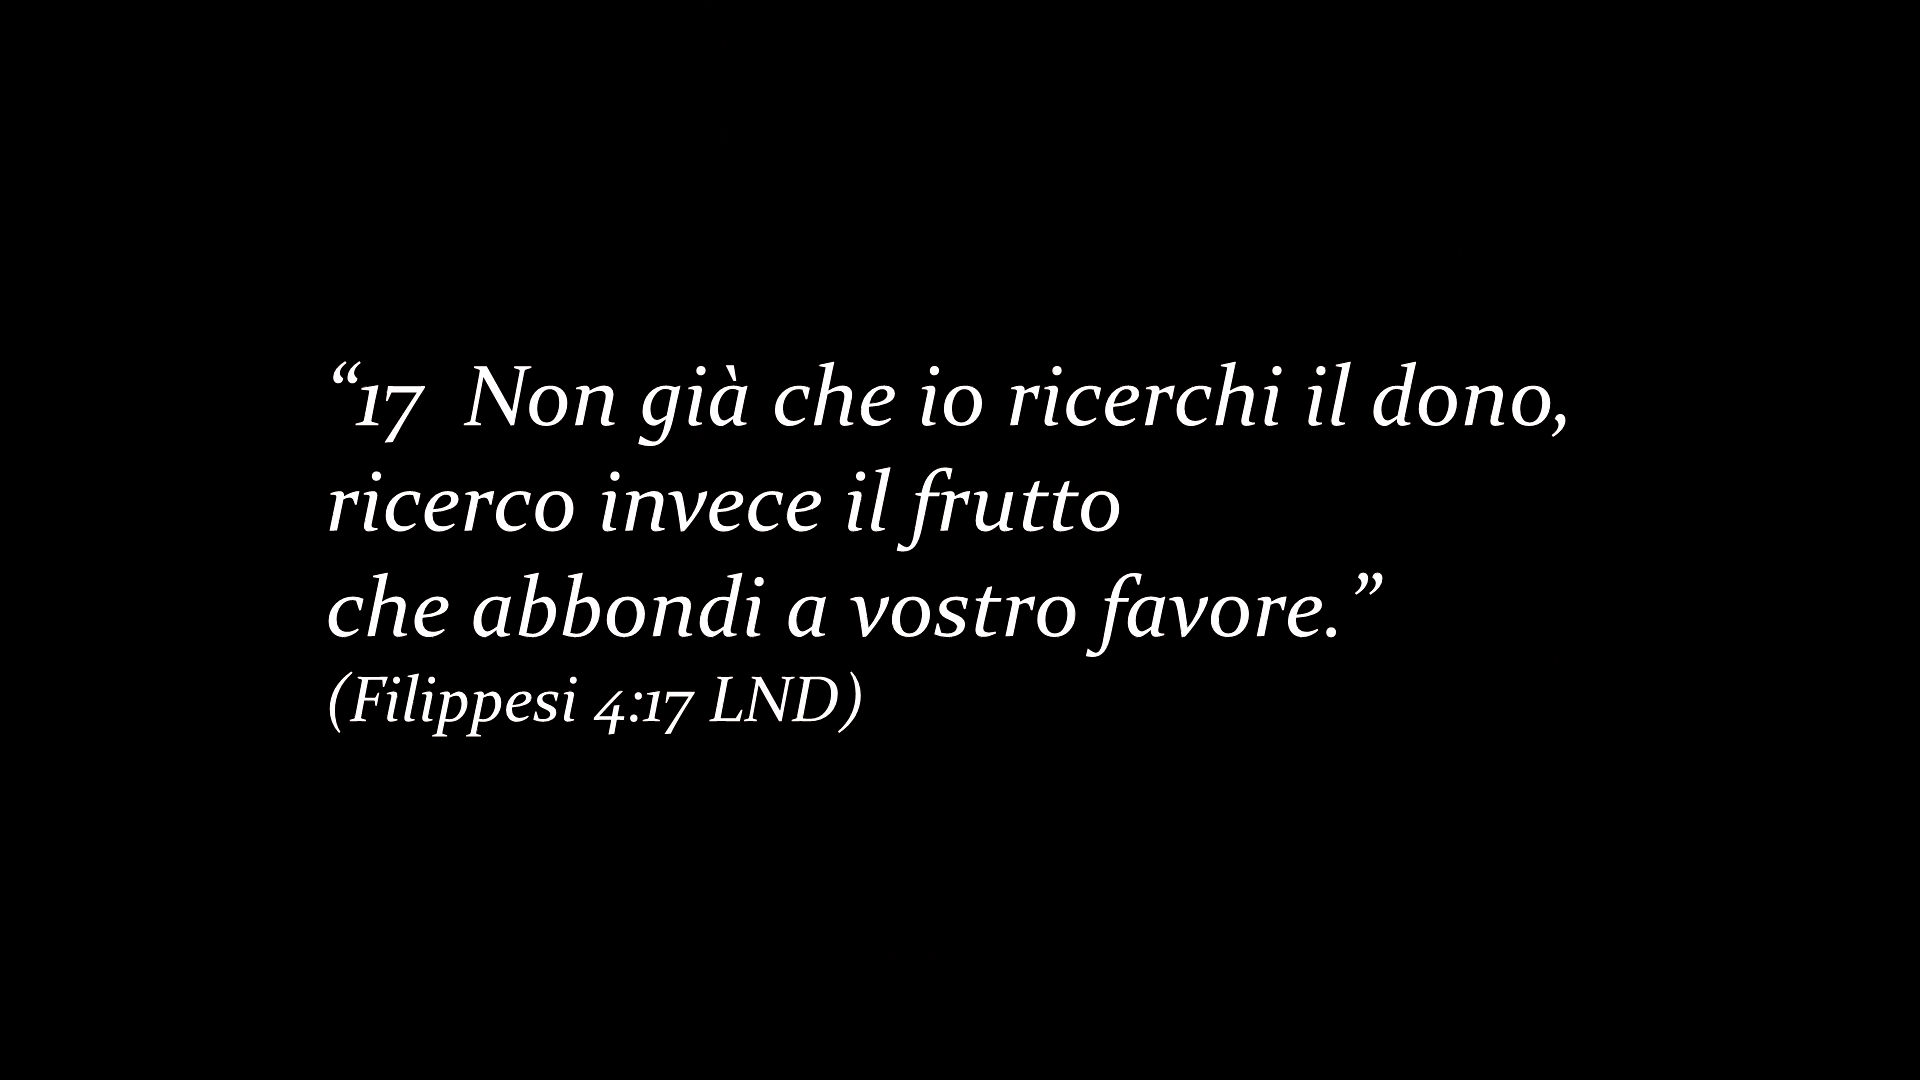 “17  Non già che io ricerchi il dono,
ricerco invece il frutto
che abbondi a vostro favore.”
(Filippesi 4:17 LND)